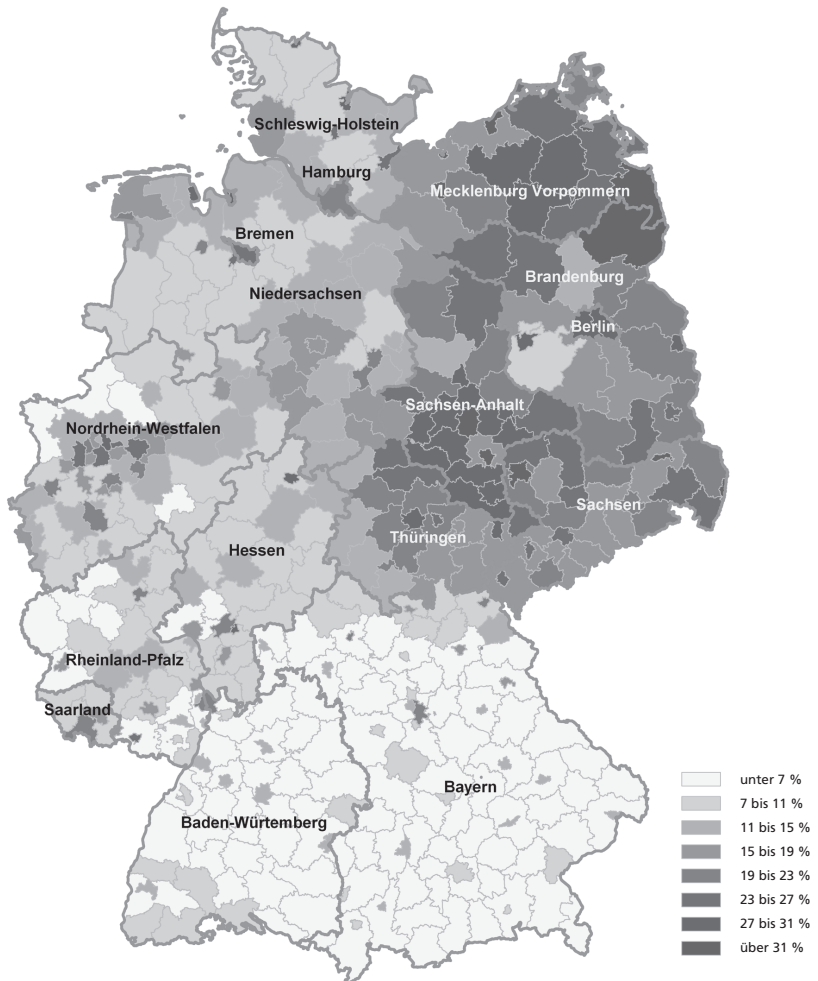 Schleswig-Holstein
Hamburg
Mecklenburg Vorpommern
Bremen
Brandenburg
Niedersachsen
Berlin
Sachsen-Anhalt
Nordrhein-Westfalen
Sachsen
Thüringen
Hessen
Rheinland-Pfalz
Saarland
Bayern
Baden-Würtemberg
unter 7 %
7 bis 11 %
11 bis 15 %
15 bis 19 %
19 bis 23 %
23 bis 27 %
27 bis 31 %
über 31 %